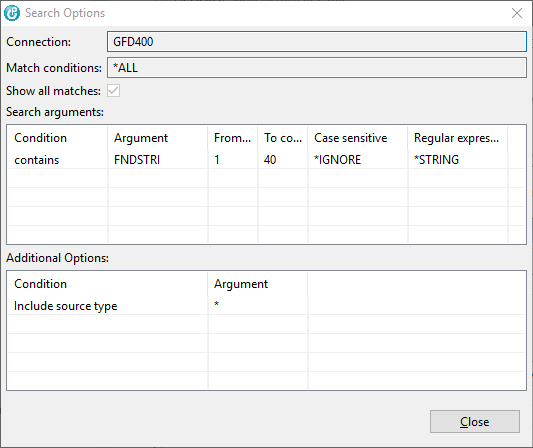 Search Options
Connection: GFD400
Match conditions: *ALL
Show all matches:
Search arguments:
Condition Argument From... To co... Case sensitive Regular expres...
contains FNDSTRI 1 40 *IGNORE *STRING
Additional Options:
Condition Argument
Include source type *
Close